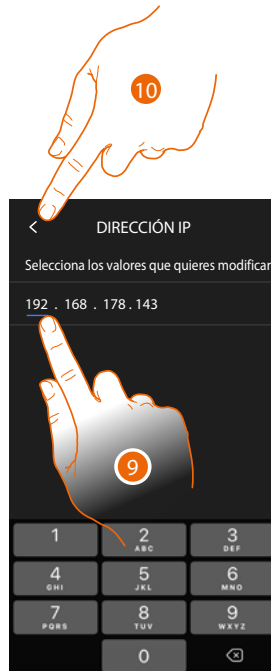 10
< DIRECCIÓN IP
Selecciona los valores que quieres modificar
192 . 168 . 178 . 143
9
1 2 3
ABC DEF
4 5 6
GHI JKL MNO
7 8 9
PQRS TUV WXYZ
0